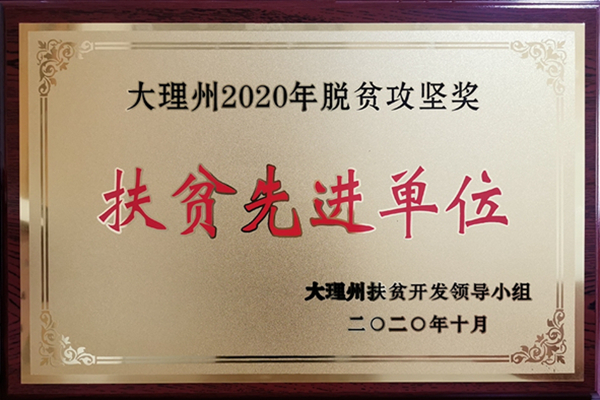 大理州2020年脱贫攻坚奖
扶贫先进单位
大理州扶贫开发领导小组
二〇二〇年十月